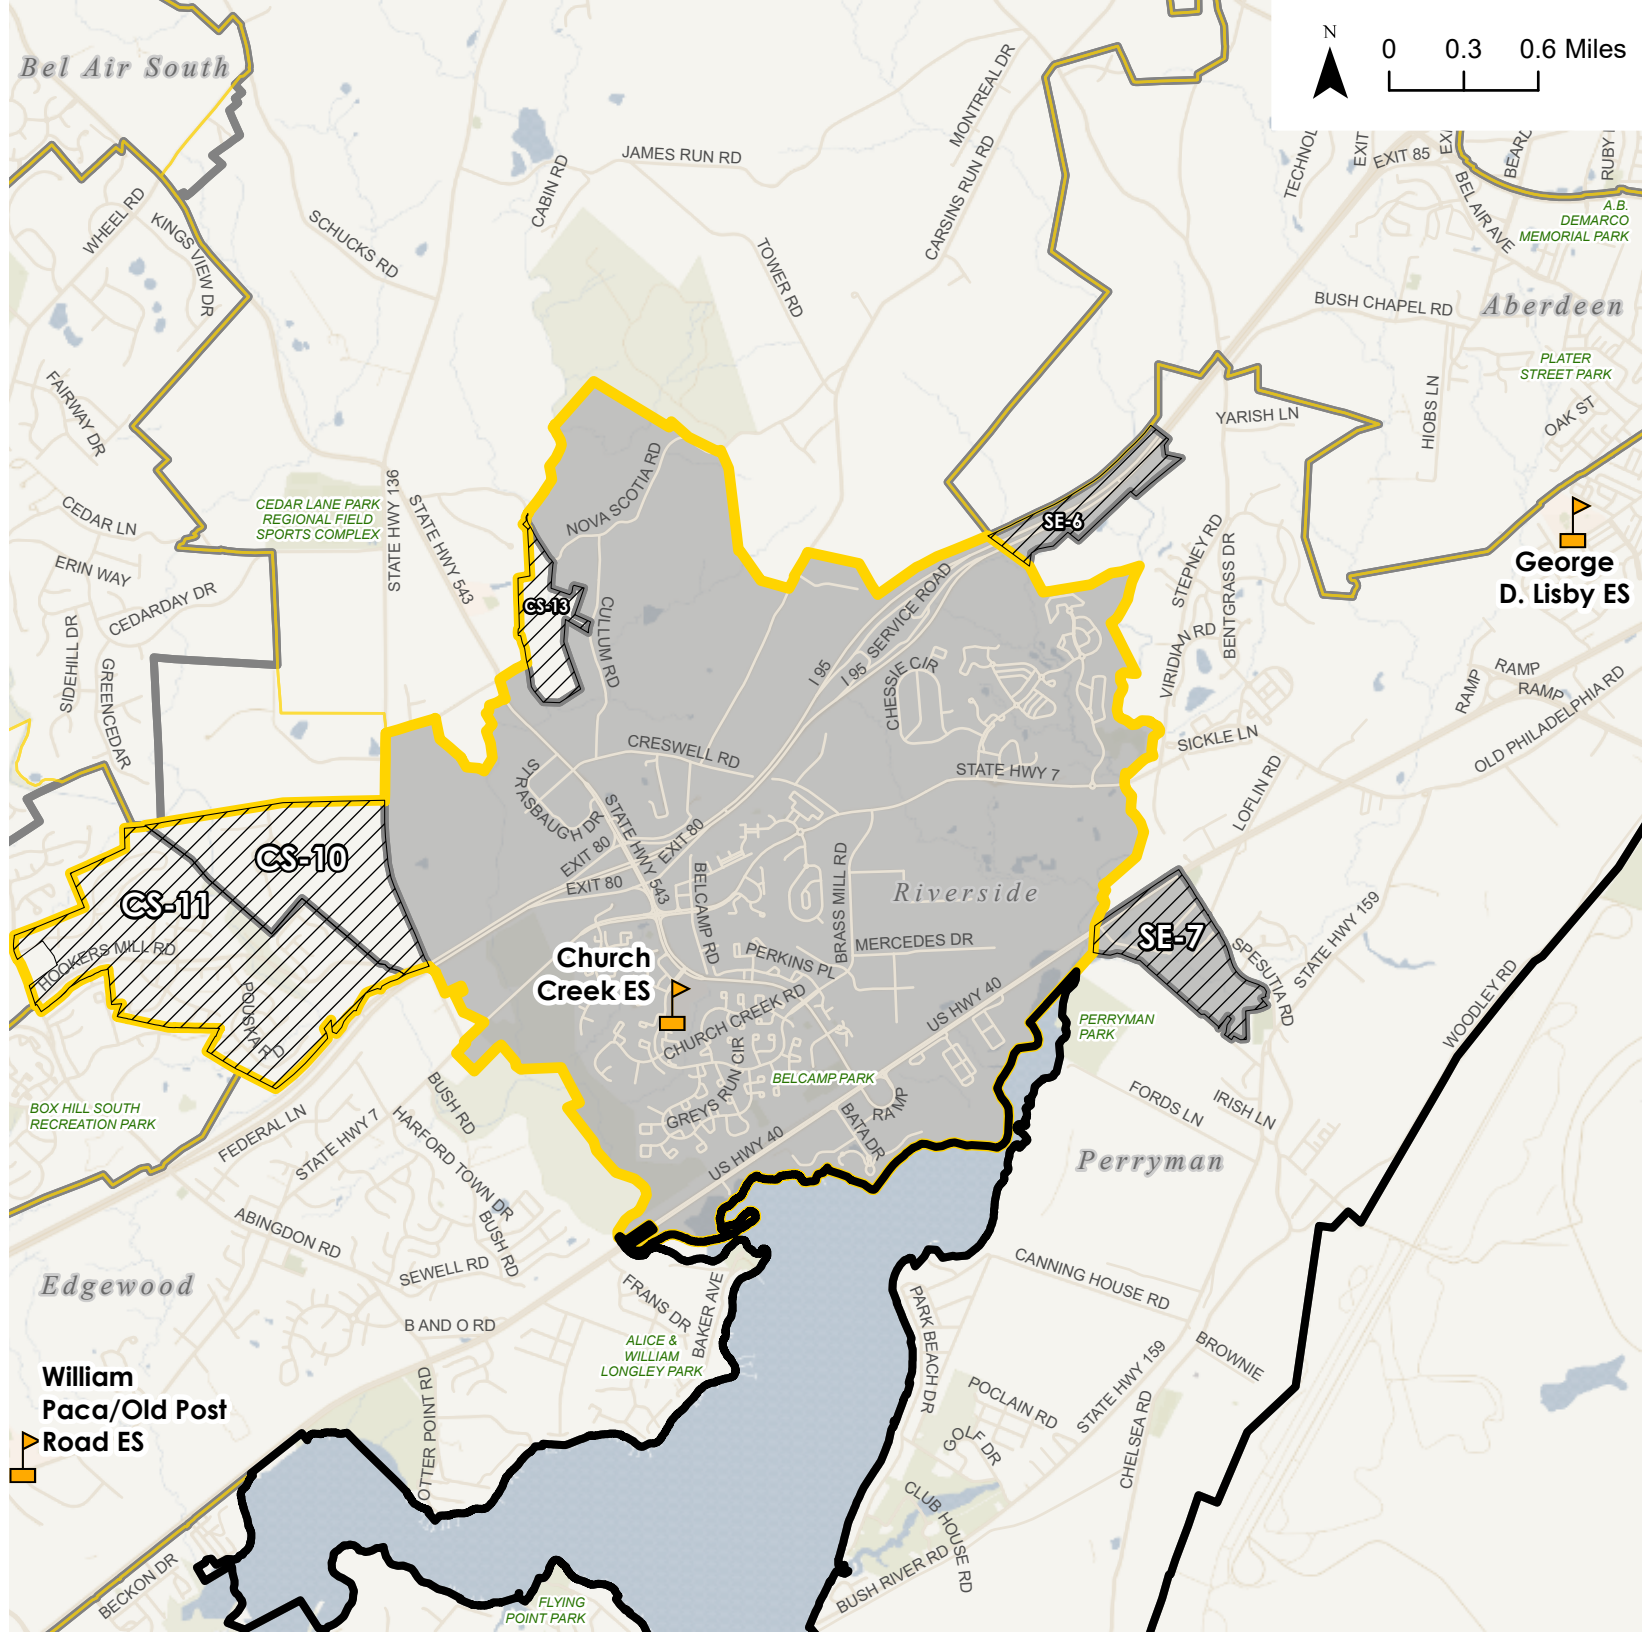 N
0 0.3 0.6 Miles
Bel Air South
MONTREAL DR
JAMES RUN RD
CABIN RD
CARSINS RUN RD
EXIT 85
BEL AIR AVE
A.B.
DEMARCO
MEMORIAL PARK
WHEEL RD
KINGS VIEW DR
SCHUCKS RD
TOWER RD
BUSH CHAPEL RD
Aberdeen
PLATER
STREET PARK
FAIRWAY DR
HIOBS LN
YARISH LN
OAK ST
CEDAR LANE PARK
REGIONAL FIELD
SPORTS COMPLEX
STATE HWY 136
STATE HWY 543
NOVA SCOTIA RD
SE-6
CEDAR LN
ERIN WAY
CEDARDAY DR
SIDEHILL DR
GREENCEDAR
CS-13
CULLUM RD
I 95
I 95 SERVICE ROAD
CHESSIE CIR
STEPNEY RD
BENTGRASS DR
VIRIDIAN RD
George
D. Lisby ES
RAMP
RAMP
RAMP
OLD PHILADELPHIA RD
SICKLE LN
LOFLIN RD
CRESWELL RD
STATE HWY 7
STRASBAUGH DR
STATE HWY 543
EXIT 80
EXIT 80
EXIT 80
CS-10
CS-11
HOOKERS MILL RD
POUSKA RD
BELCAMP RD
BRASS MILL RD
Riverside
MERCEDES DR
PERKINS PL
Church
Creek ES
CHURCH CREEK RD
US HWY 40
SE-7
SPESUTIA RD
STATE HWY 159
WOODLEY RD
PERRYMAN
PARK
BELCAMP PARK
GREYS RUN CIR
RAMP
BATA DR
US HWY 40
FORDS LN
IRISH LN
Perryman
BOX HILL SOUTH
RECREATION PARK
FEDERAL LN
STATE HWY 7
BUSH RD
HARFORD TOWN DR
BUSH RD
ABINGDON RD
SEWELL RD
Edgewood
B AND O RD
FRANS DR
BAKER AVE
ALICE &
WILLIAM
LONGLEY PARK
CANNING HOUSE RD
PARK BEACH DR
BROWNIE
STATE HWY 159
POCLAIN RD
GOLF DR
CHELSEA RD
CLUB HOUSE RD
BUSH RIVER RD
William
Paca/Old Post
Road ES
OTTER POINT RD
BECKON DR
FLYING
POINT PARK